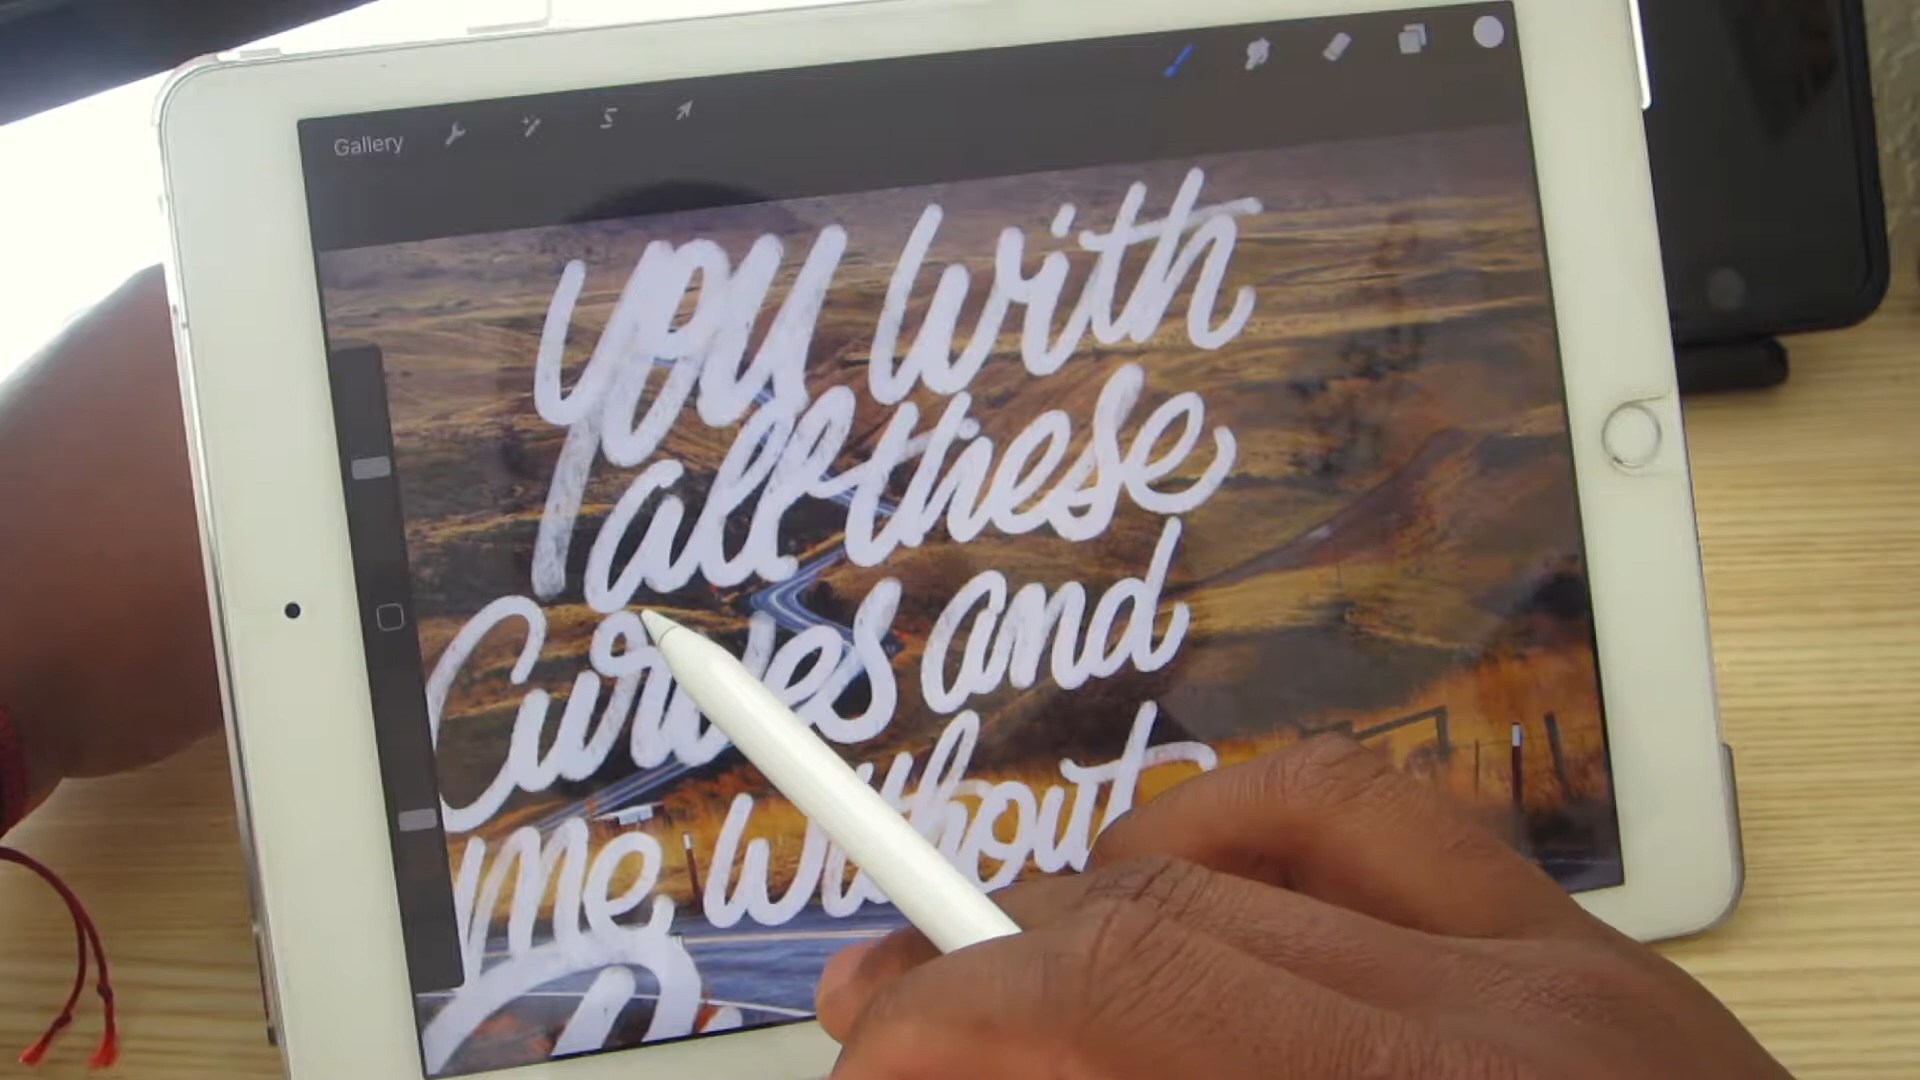 Gallery
you with
all these
Curves and
me without